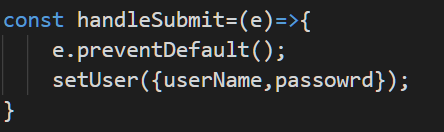 const handleSubmit=(e)=>{
    e.preventDefault();
    setUser({userName,passowrd});
}